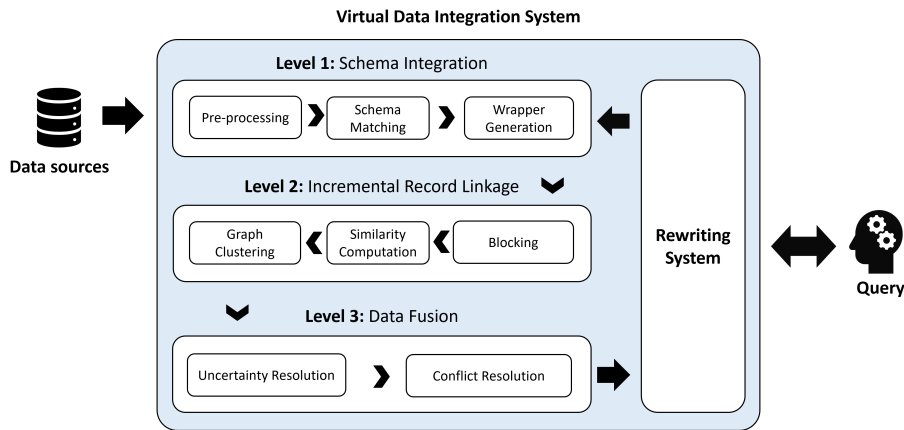 Virtual Data Integration System
Level 1: Schema Integration
Pre-processing
Schema
Matching
Wrapper
Generation
Data sources
Level 2: Incremental Record Linkage
Graph
Clustering
Similarity
Computation
Blocking
Rewriting
System
Query
Level 3: Data Fusion
Uncertainty Resolution
Conflict Resolution